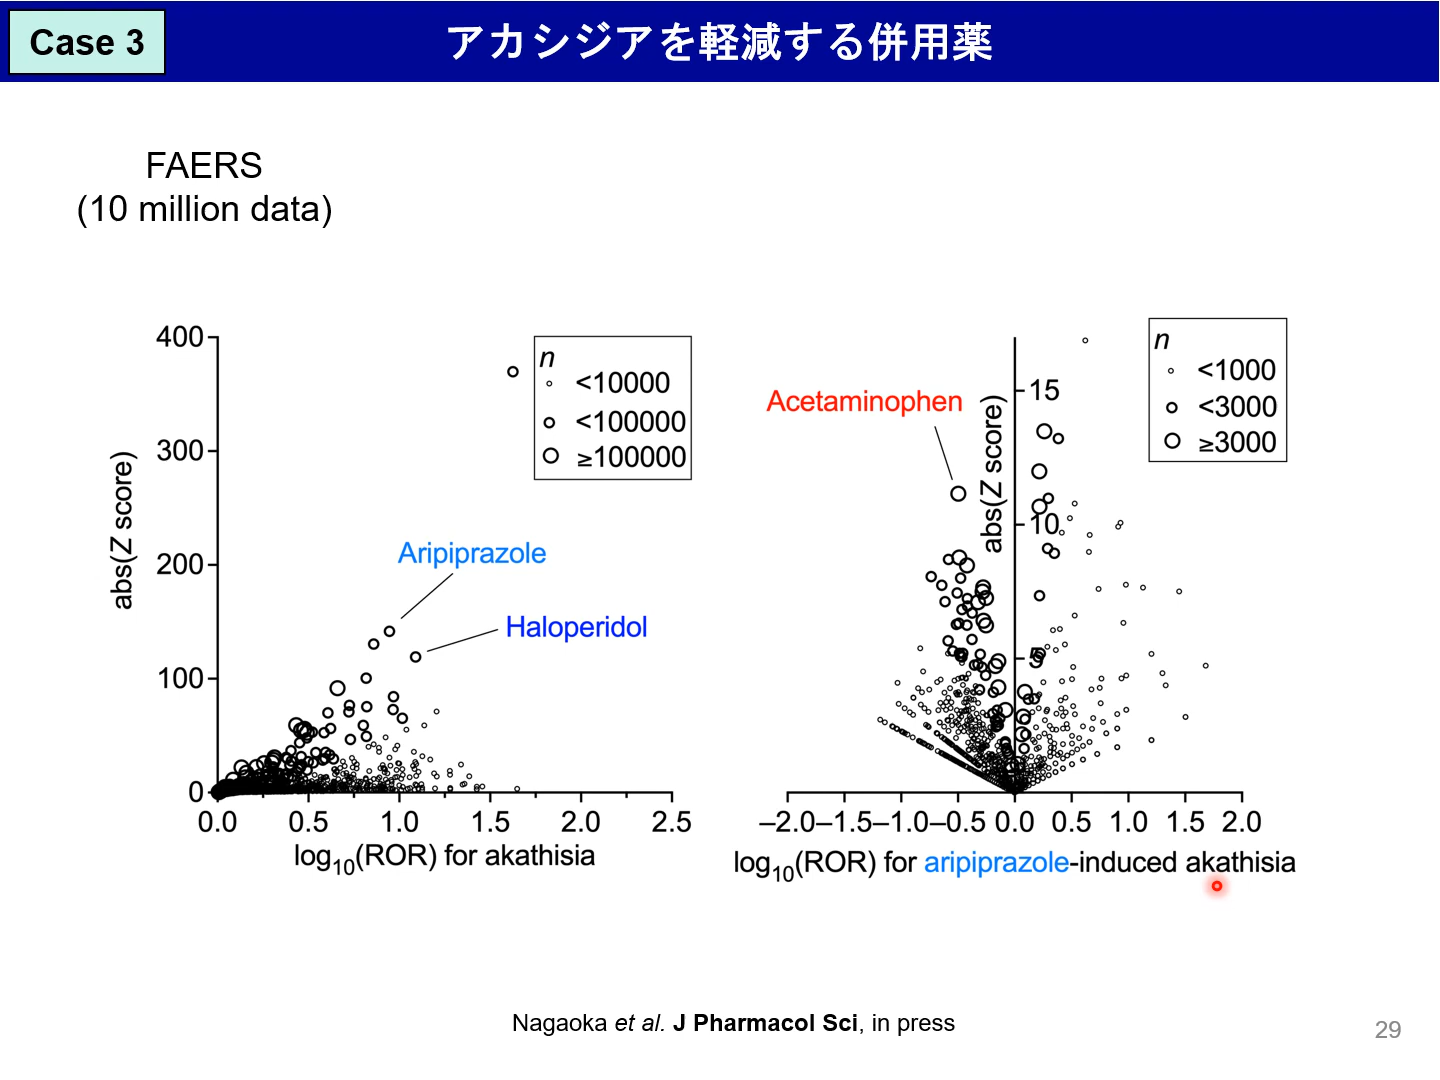 Case 3
アカシジアを軽減する併用薬
FAERS
(10 million data)
400
300
200
100
0
abs(Z score)
n
<10000
<100000
≥100000
Aripiprazole
Haloperidol
0.0 0.5 1.0 1.5 2.0 2.5
log10(ROR) for akathisia
Acetaminophen
abs(Z score)
15
10
5
n
<1000
<3000
≥3000
–2.0 –1.5 –1.0 –0.5 0.0 0.5 1.0 1.5 2.0
log10(ROR) for aripiprazole-induced akathisia
Nagaoka et al. J Pharmacol Sci, in press
29